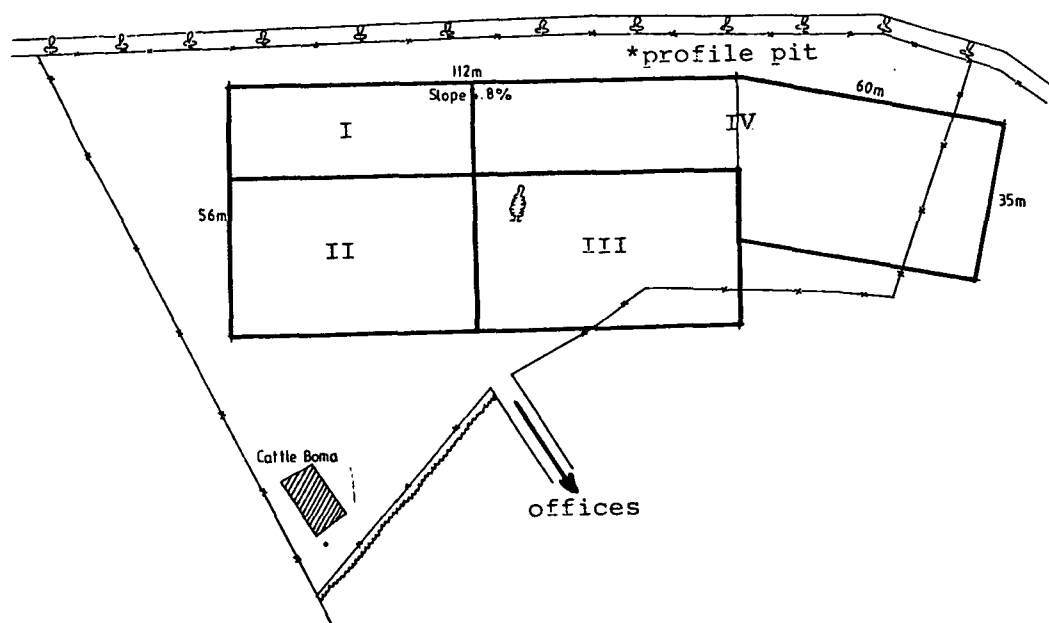 *profile pit
112m
Slope .8%
60m
I
IV
56m
35m
II
III
Cattle Boma
offices